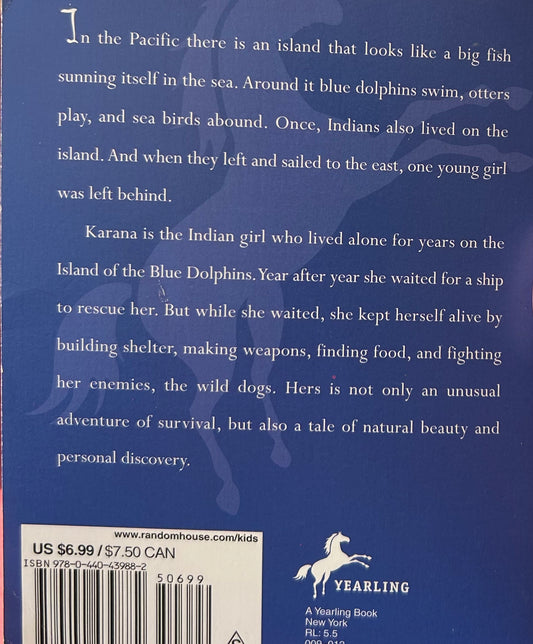 In the Pacific there is an island that looks like a big fish
sunning itself in the sea. Around it blue dolphins swim, otters
play, and sea birds abound. Once, Indians also lived on the
island. And when they left and sailed to the east, one young girl
was left behind.
Karana is the Indian girl who lived alone for years on the
Island of the Blue Dolphins. Year after year she waited for a ship
to rescue her. But while she waited, she kept herself alive by
building shelter, making weapons, finding food, and fighting
her enemies, the wild dogs. Hers is not only an unusual
adventure of survival, but also a tale of natural beauty and
personal discovery.
www.randomhouse.com/kids
US $6.99 / $7.50 CAN
ISBN 978-0-440-43988-2
50699
YEARLING
A Yearling Book
New York
RL: 5.5